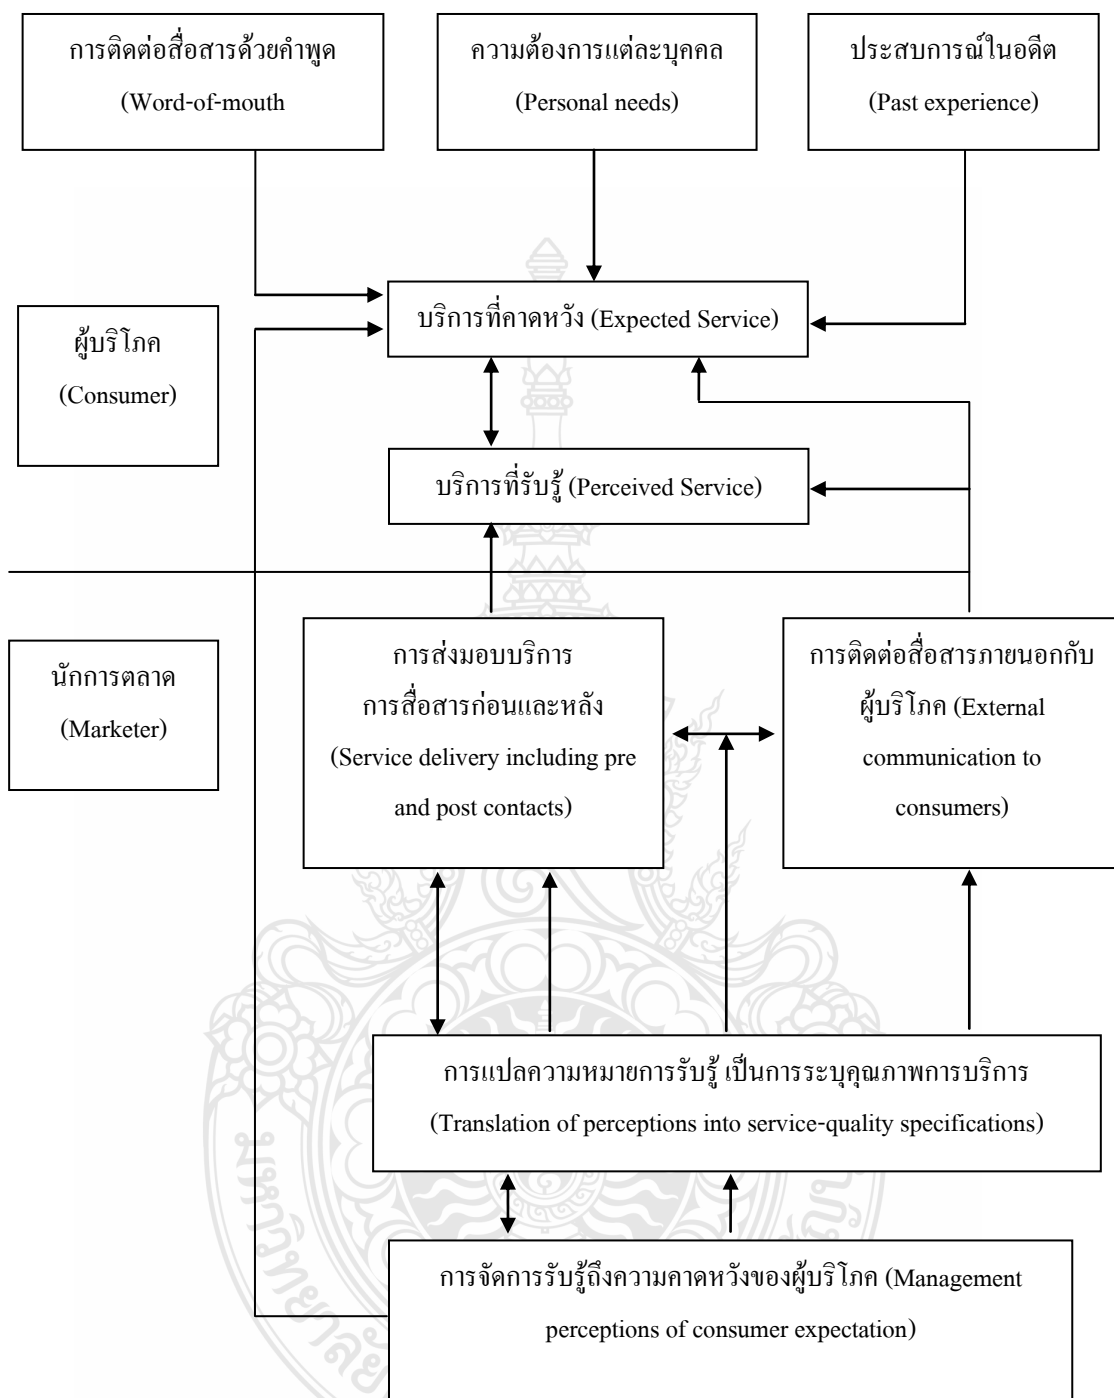 การติดต่อสื่อสารด้วยคำพูด
(Word-of-mouth
ความต้องการแต่ละบุคคล
(Personal needs)
ประสบการณ์ในอดีต
(Past experience)
บริการที่คาดหวัง (Expected Service)
ผู้บริโภค
(Consumer)
บริการที่รับรู้ (Perceived Service)
นักการตลาด
(Marketer)
การส่งมอบบริการ
การสื่อสารก่อนและหลัง
(Service delivery including pre
and post contacts)
การติดต่อสื่อสารภายนอกกับ
ผู้บริโภค (External
communication to
consumers)
การแปลความหมายการรับรู้ เป็นการระบุคุณภาพการบริการ
(Translation of perceptions into service-quality specifications)
การจัดการรับรู้ถึงความคาดหวังของผู้บริโภค (Management
perceptions of consumer expectation)
มหาวิทยาลัย